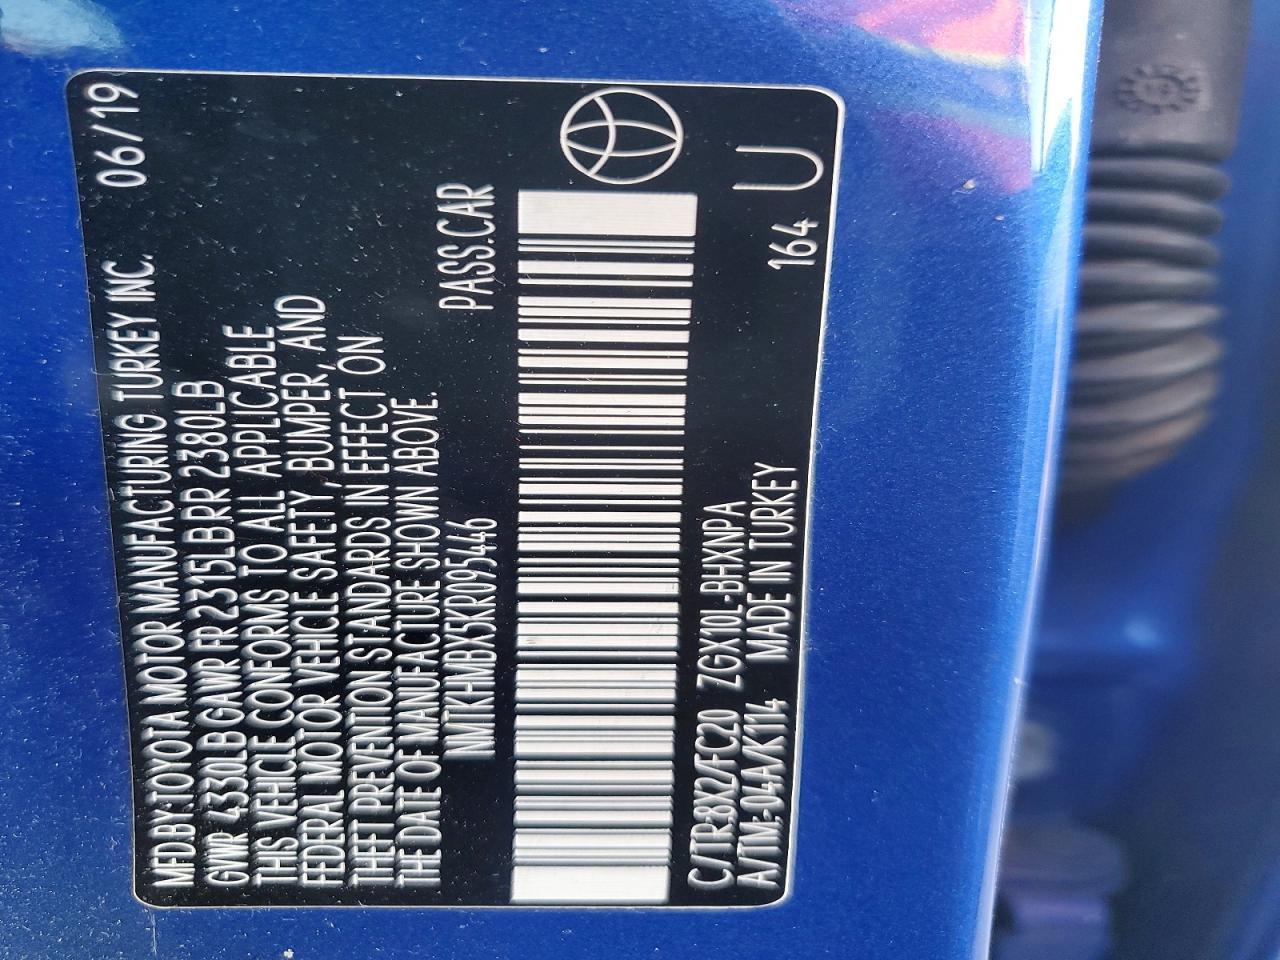 MFD.BY:TOYOTA MOTOR MANUFACTURING TURKEY INC. 06/19
GVWR 4330LB GAWR FR 2315LB RR 2380LB
THIS VEHICLE CONFORMS TO ALL APPLICABLE
FEDERAL MOTOR VEHICLE SAFETY BUMPER, AND
THEFT PREVENTION STANDARDS IN EFFECT ON
THE DATE OF MANUFACTURE SHOWN ABOVE.
NMTKHMBX5KR095446 PASS.CAR
C/TR:8X2/FC20 ZGX10L-BHXNPA U
A/TM:-04A/K114 MADE IN TURKEY 164